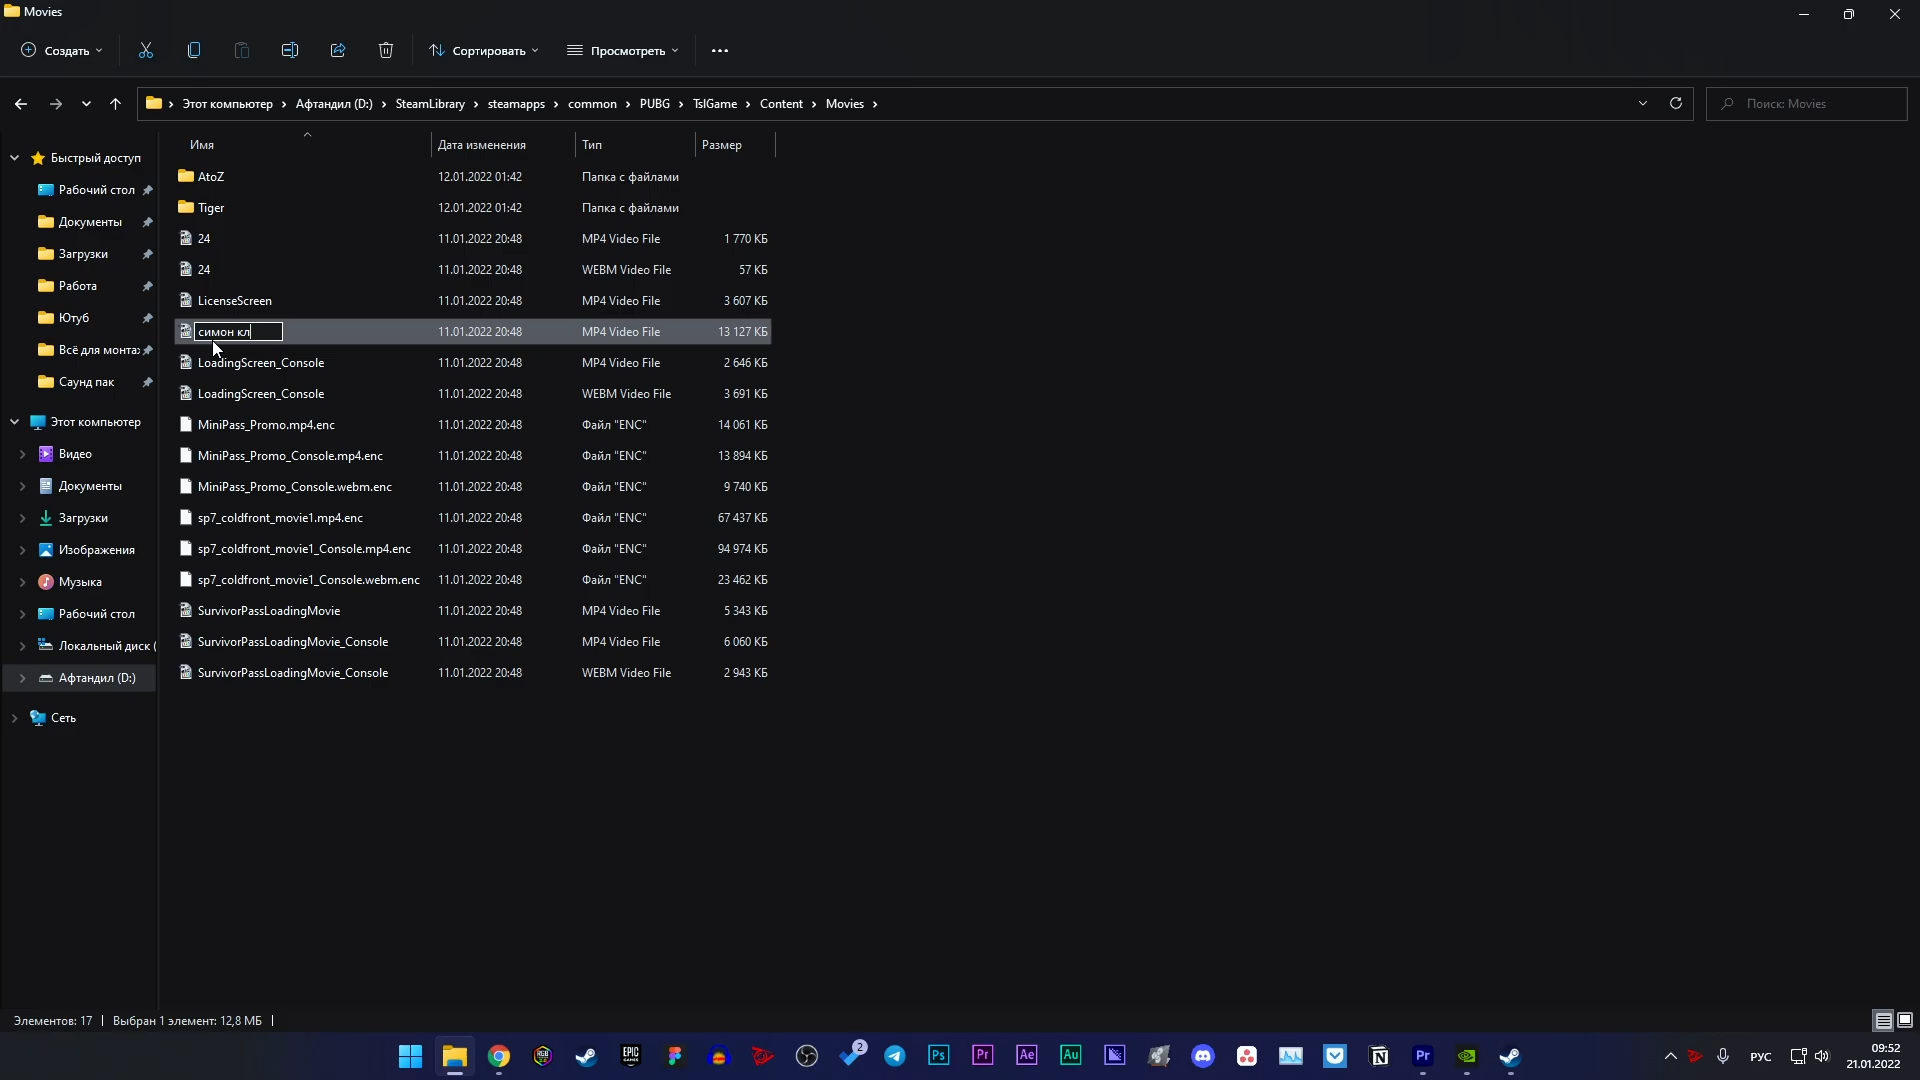 Movies
Создать
Сортировать
Просмотреть
Этот компьютер › Афтандил (D:) › SteamLibrary › steamapps › common › PUBG › TslGame › Content › Movies ›
Поиск: Movies
Имя Дата изменения Тип Размер
Быстрый доступ
Рабочий стол
Документы
Загрузки
Работа
Ютуб
Всё для монтаж
Саунд пак
Этот компьютер
Видео
Документы
Загрузки
Изображения
Музыка
Рабочий стол
Локальный диск (
Афтандил (D:)
Сеть
AtoZ 12.01.2022 01:42 Папка с файлами
Tiger 12.01.2022 01:42 Папка с файлами
24 11.01.2022 20:48 MP4 Video File 1 770 КБ
24 11.01.2022 20:48 WEBM Video File 57 КБ
LicenseScreen 11.01.2022 20:48 MP4 Video File 3 607 КБ
симон кл 11.01.2022 20:48 MP4 Video File 13 127 КБ
LoadingScreen_Console 11.01.2022 20:48 MP4 Video File 2 646 КБ
LoadingScreen_Console 11.01.2022 20:48 WEBM Video File 3 691 КБ
MiniPass_Promo.mp4.enc 11.01.2022 20:48 Файл "ENC" 14 061 КБ
MiniPass_Promo_Console.mp4.enc 11.01.2022 20:48 Файл "ENC" 13 894 КБ
MiniPass_Promo_Console.webm.enc 11.01.2022 20:48 Файл "ENC" 9 740 КБ
sp7_coldfront_movie1.mp4.enc 11.01.2022 20:48 Файл "ENC" 67 437 КБ
sp7_coldfront_movie1_Console.mp4.enc 11.01.2022 20:48 Файл "ENC" 94 974 КБ
sp7_coldfront_movie1_Console.webm.enc 11.01.2022 20:48 Файл "ENC" 23 462 КБ
SurvivorPassLoadingMovie 11.01.2022 20:48 MP4 Video File 5 343 КБ
SurvivorPassLoadingMovie_Console 11.01.2022 20:48 MP4 Video File 6 060 КБ
SurvivorPassLoadingMovie_Console 11.01.2022 20:48 WEBM Video File 2 943 КБ
Элементов: 17 | Выбран 1 элемент: 12,8 МБ |
RGB EPIC GAMES 2 Ps Pr Ae Au N Pr
РУС
09:52
21.01.2022